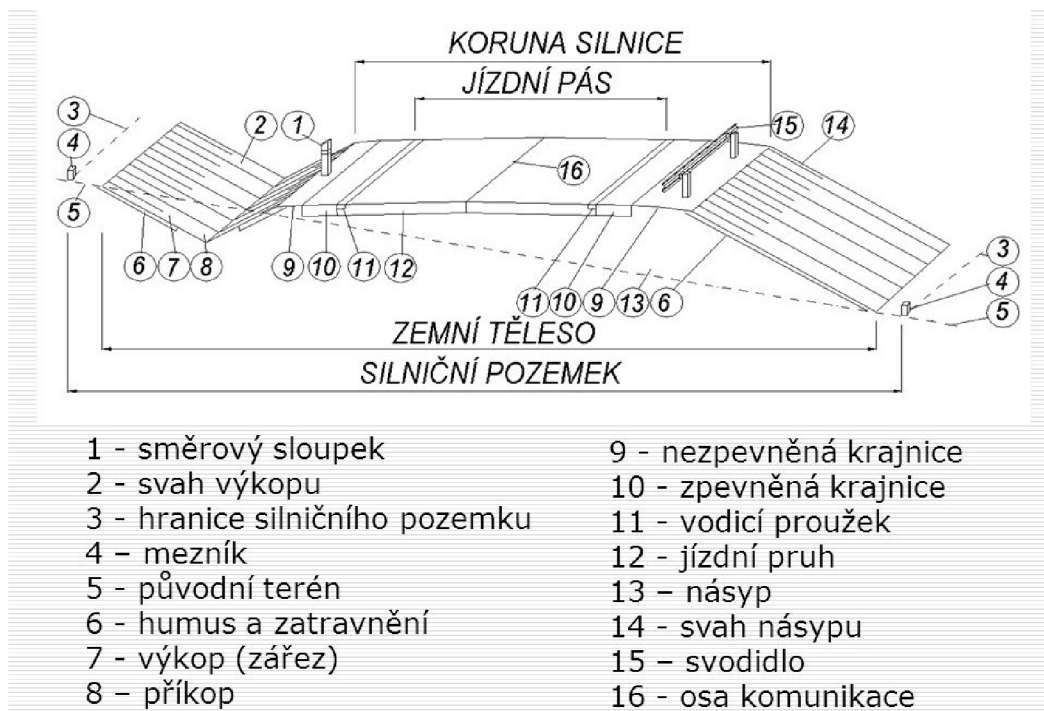 KORUNA SILNICE
JÍZDNÍ PÁS
3
4
5
2
1
16
15
14
6
7
8
9
10
11
12
11
10
9
13
6
3
4
5
ZEMNÍ TĚLESO
SILNIČNÍ POZEMEK
1 - směrový sloupek
2 - svah výkopu
3 - hranice silničního pozemku
4 – mezník
5 - původní terén
6 - humus a zatravnění
7 - výkop (zářez)
8 – příkop
9 - nezpevněná krajnice
10 - zpevněná krajnice
11 - vodicí proužek
12 - jízdní pruh
13 – násyp
14 - svah násypu
15 – svodidlo
16 - osa komunikace